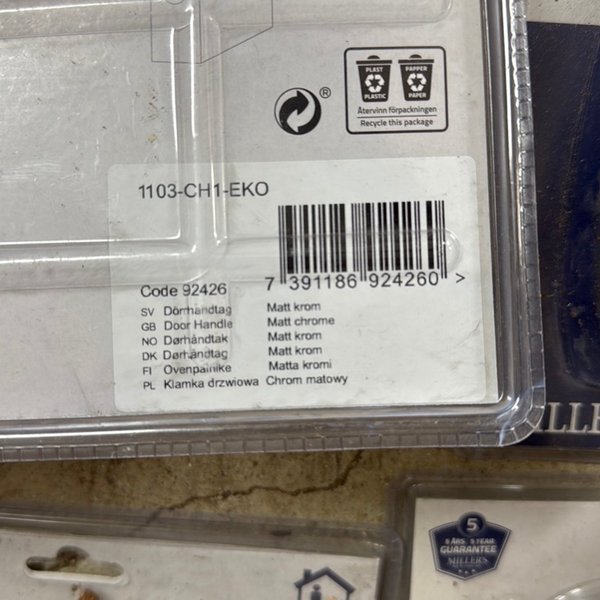 PLAST
PLASTIC
PAPPER
PAPER
Återvinn förpackningen
Recycle this package
®
1103-CH1-EKO
7 391186 924260 >
Code 92426
SV Dörrhandtag Matt krom
GB Door Handle Matt chrome
NO Dørhåndtak Matt krom
DK Dørhåndtag Matt krom
FI Ovenpainike Matta kromi
PL Klamka drzwiowa Chrom matowy
5
5 ÅRS 5 YEAR
GUARANTEE
MILLERS